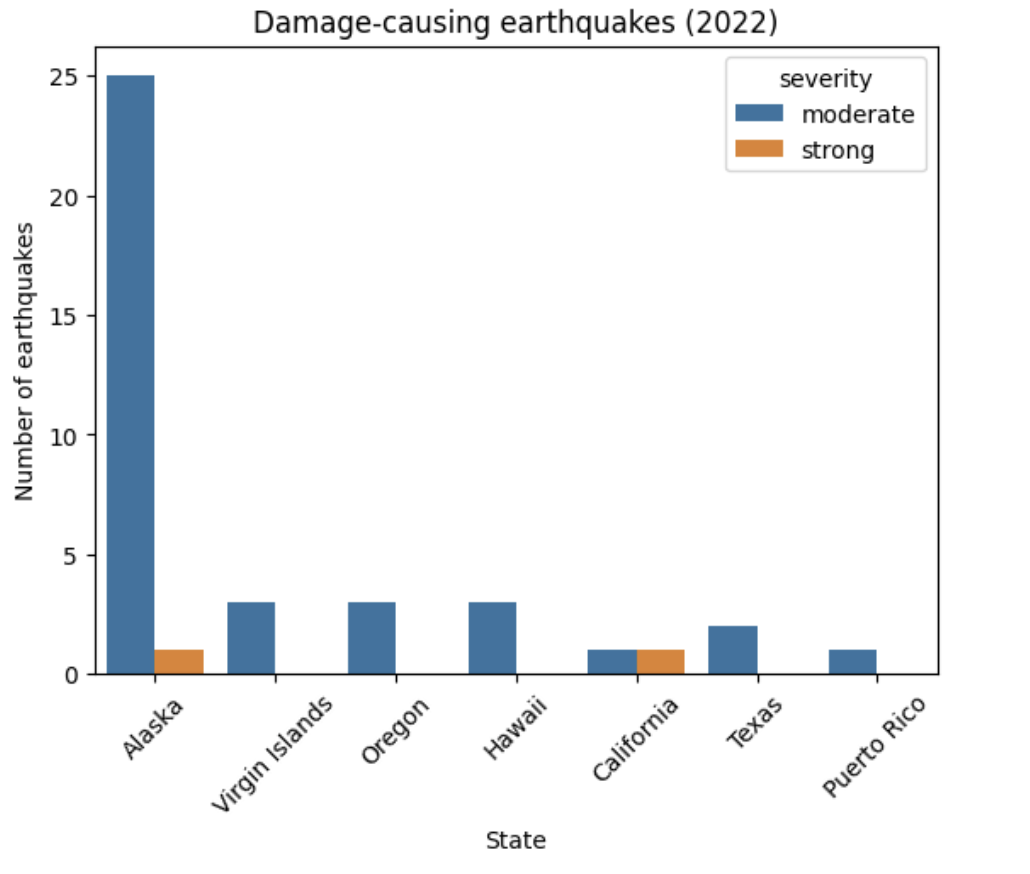 Damage-causing earthquakes (2022)
severity
moderate
strong
Number of earthquakes
25
20
15
10
5
0
Alaska
Virgin Islands
Oregon
Hawaii
California
Texas
Puerto Rico
State